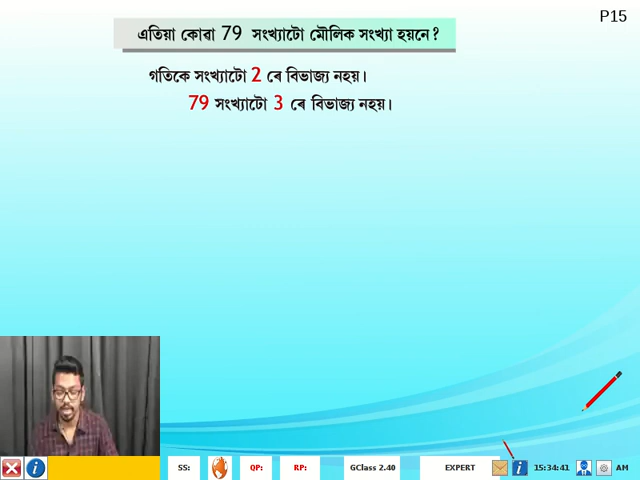 P15
এতিয়া কোৱা 79 সংখ্যাটো মৌলিক সংখ্যা হয়নে?
গতিকে সংখ্যাটো 2 ৰে বিভাজ্য নহয়।
79 সংখ্যাটো 3 ৰে বিভাজ্য নহয়।
SS: QP: RP: GClass 2.40 EXPERT 15:34:41 AM